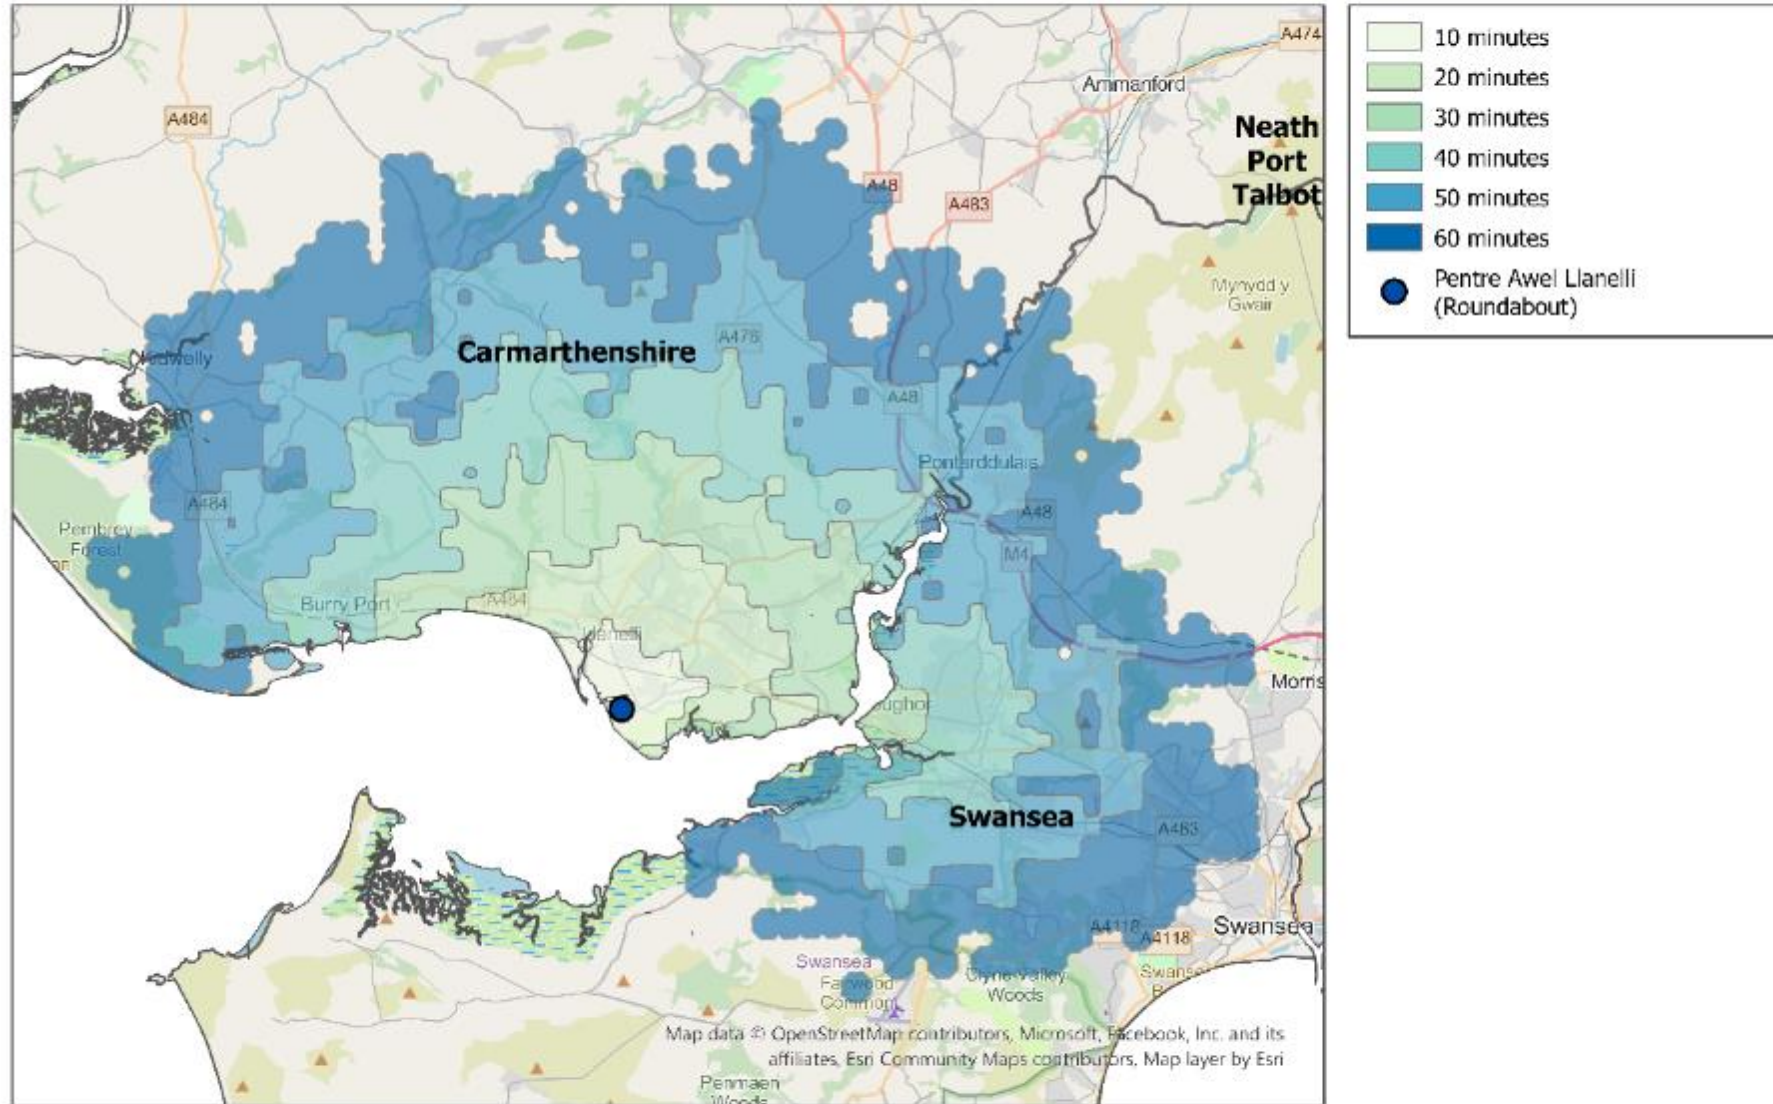 A474
Ammanford
A484
Neath
Port
Talbot
A48
A483
Mynydd y
Gwair
Carmarthenshire
A476
A48
Pontarddulais
A484
A48
Pembrey
Forest
M4
Burry Port
A484
Llanelli
Morris
Swansea
A483
A4118
A4118
Swansea
Swansea
Fairwood
Common
Clyne Valley
Woods
Map data © OpenStreetMap contributors, Microsoft, Facebook, Inc. and its
affiliates, Esri Community Maps contributors, Map layer by Esri
Penmaen
Woods
10 minutes
20 minutes
30 minutes
40 minutes
50 minutes
60 minutes
Pentre Awel Llanelli
(Roundabout)